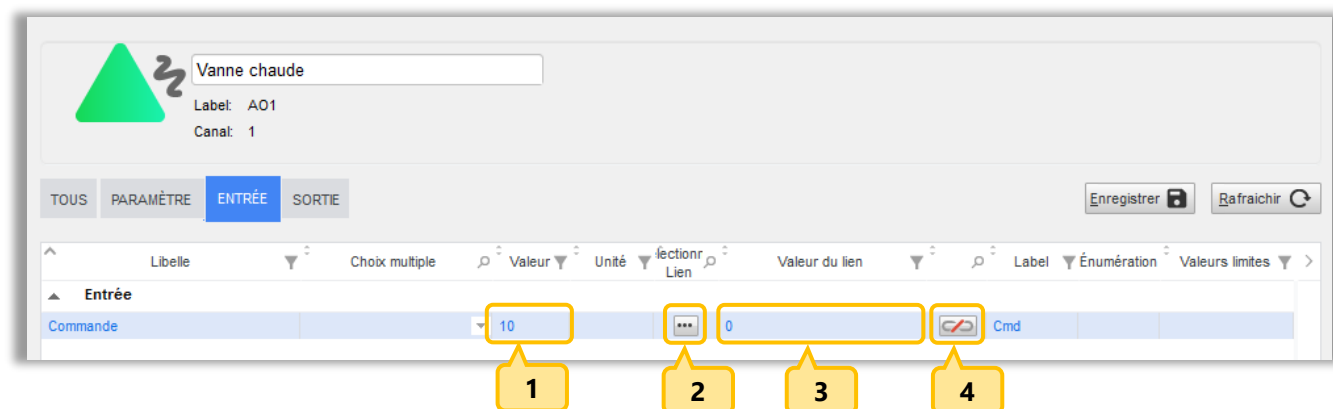 Vanne chaude
Label: AO1
Canal: 1
TOUS PARAMÈTRE ENTRÉE SORTIE Enregistrer Rafraichir
Libelle Choix multiple Valeur Unité lectionr Lien Valeur du lien Label Énumération Valeurs limites
Entrée
Commande 10 ... 0 Cmd
1 2 3 4